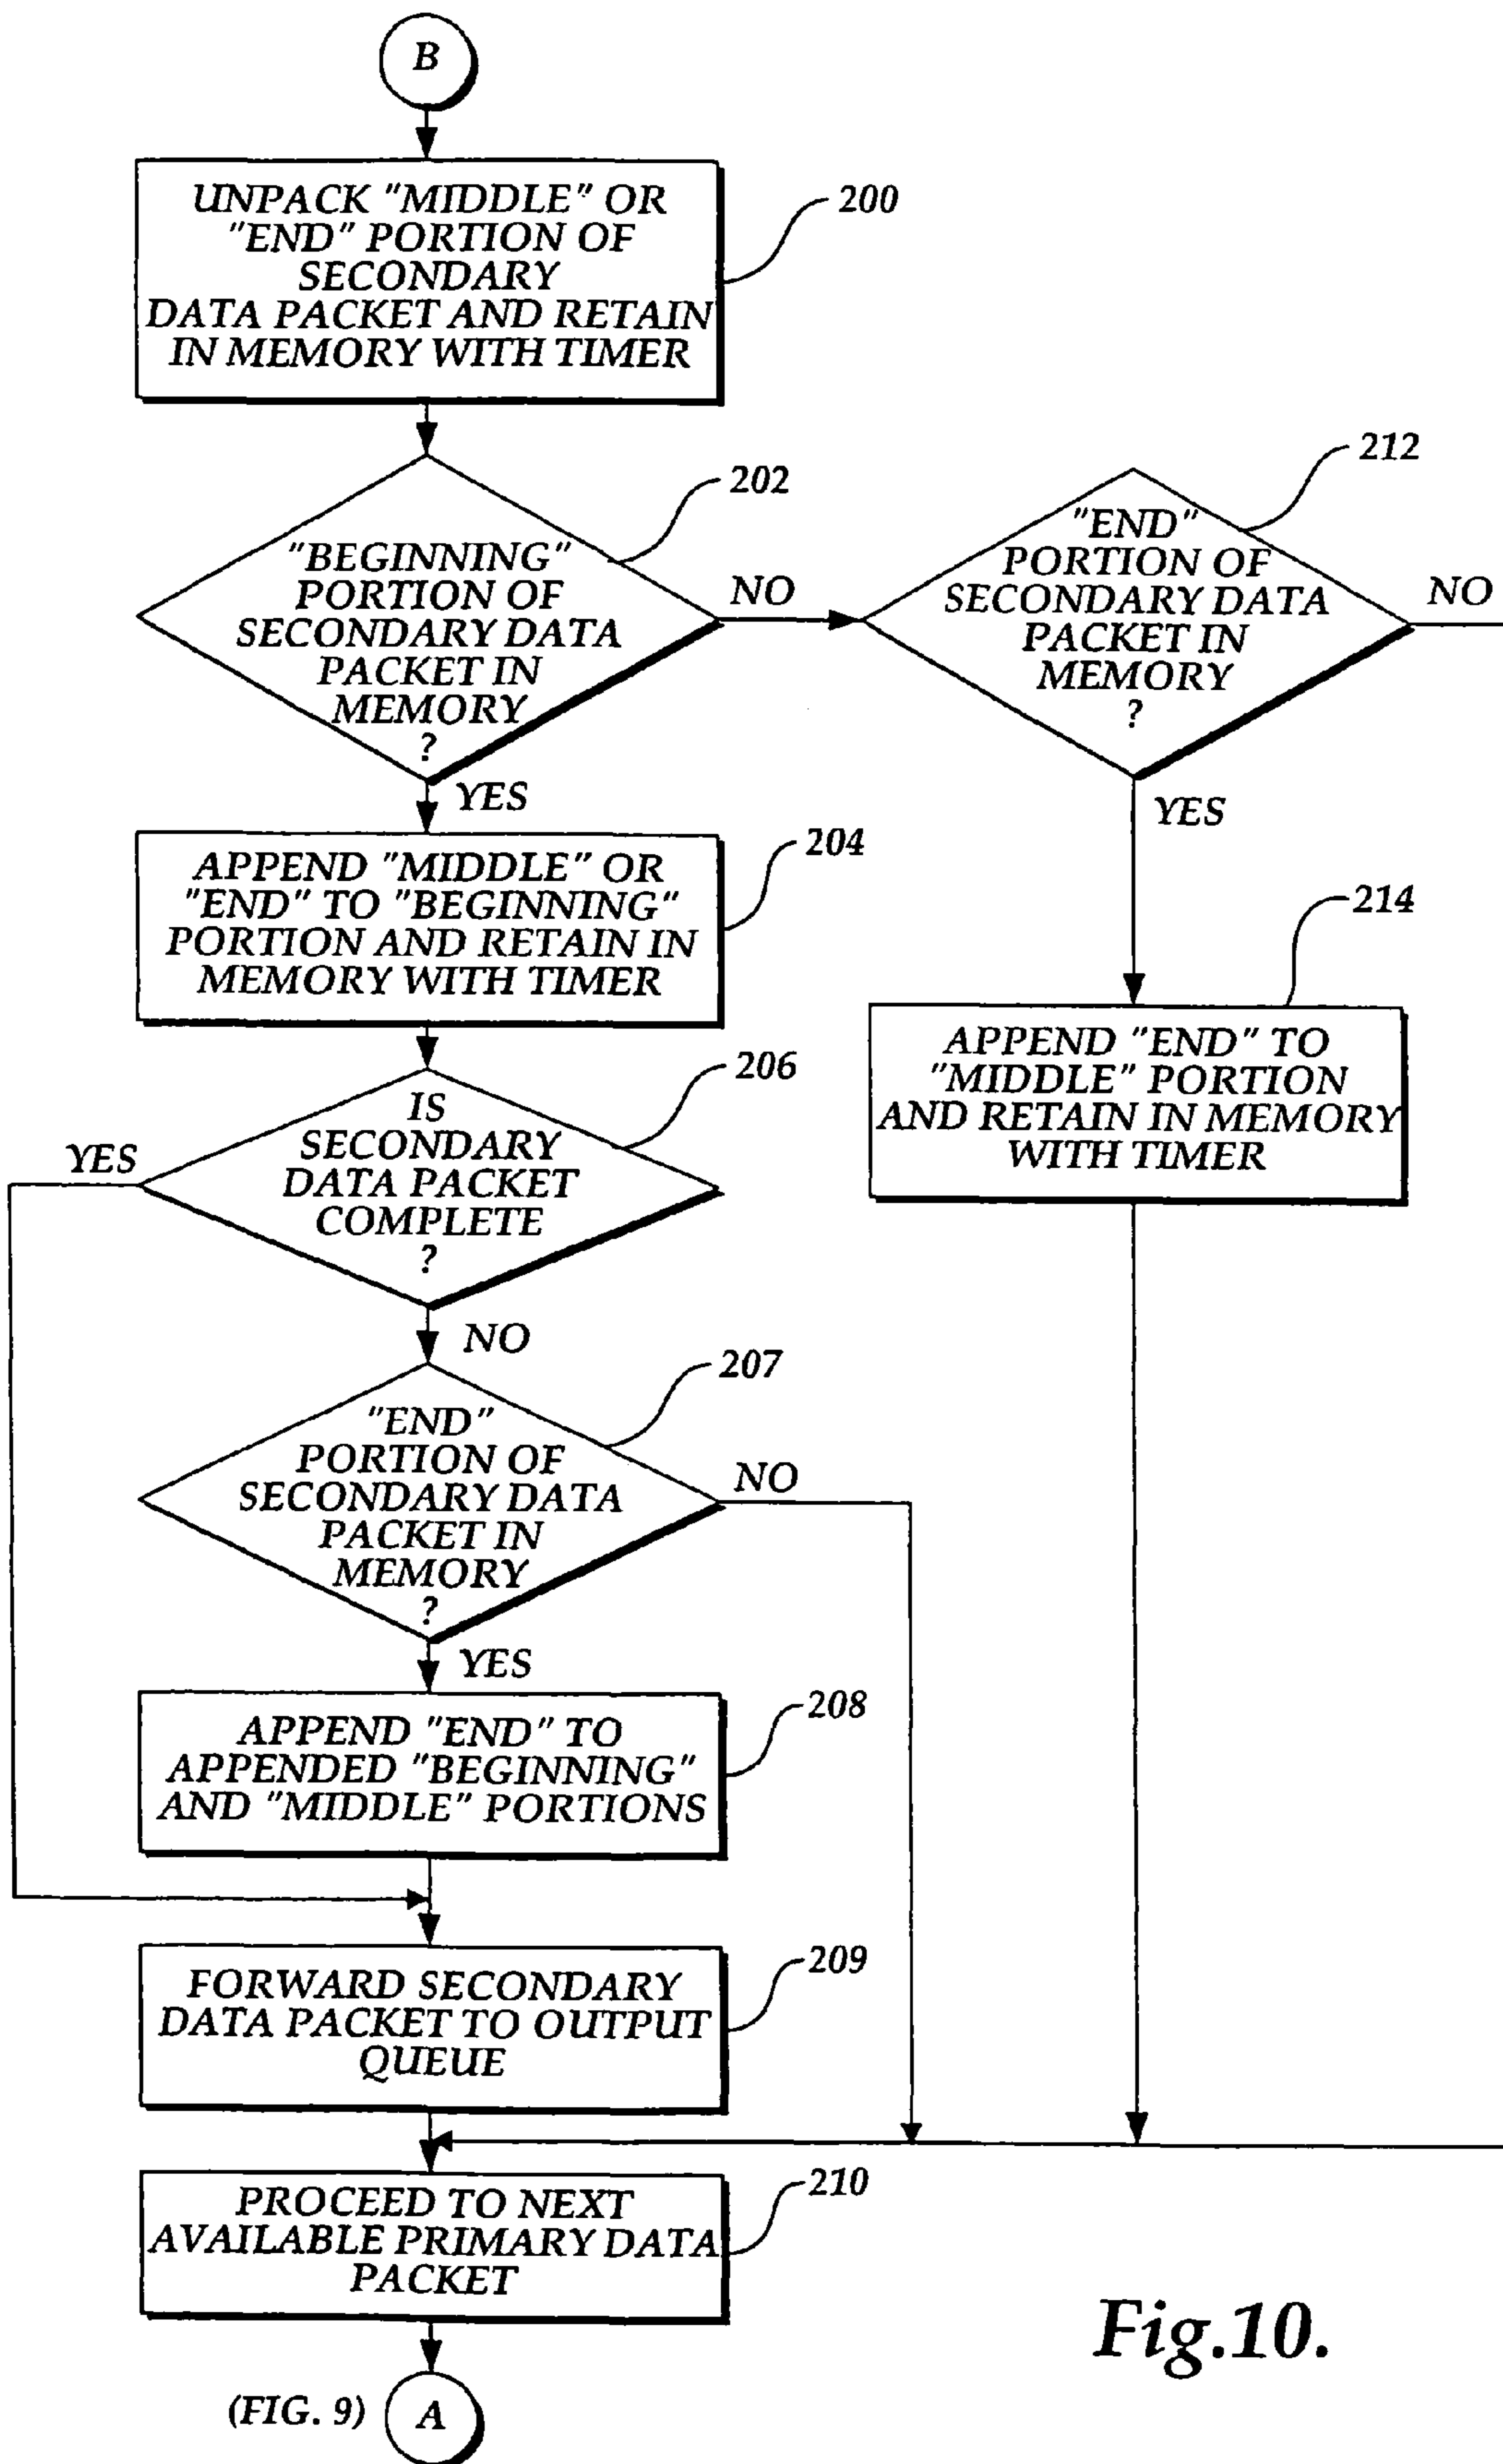 B
UNPACK "MIDDLE" OR
"END" PORTION OF
SECONDARY
DATA PACKET AND RETAIN
IN MEMORY WITH TIMER
200
202
"BEGINNING"
PORTION OF
SECONDARY DATA
PACKET IN
MEMORY
?
NO
YES
212
"END"
PORTION OF
SECONDARY DATA
PACKET IN
MEMORY
?
NO
YES
204
APPEND "MIDDLE" OR
"END" TO "BEGINNING"
PORTION AND RETAIN IN
MEMORY WITH TIMER
214
APPEND "END" TO
"MIDDLE" PORTION
AND RETAIN IN MEMORY
WITH TIMER
206
IS
SECONDARY
DATA PACKET
COMPLETE
?
YES
NO
207
"END"
PORTION OF
SECONDARY DATA
PACKET IN
MEMORY
?
NO
YES
208
APPEND "END" TO
APPENDED "BEGINNING"
AND "MIDDLE" PORTIONS
209
FORWARD SECONDARY
DATA PACKET TO OUTPUT
QUEUE
210
PROCEED TO NEXT
AVAILABLE PRIMARY DATA
PACKET
(FIG. 9)
A
Fig.10.